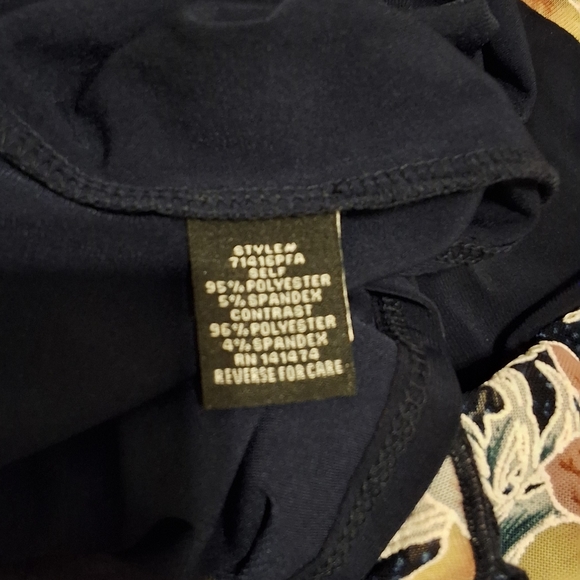 STYLE#
71416PFA
SELF
95% POLYESTER
5% SPANDEX
CONTRAST
96% POLYESTER
4% SPANDEX
RN 141474
REVERSE FOR CARE